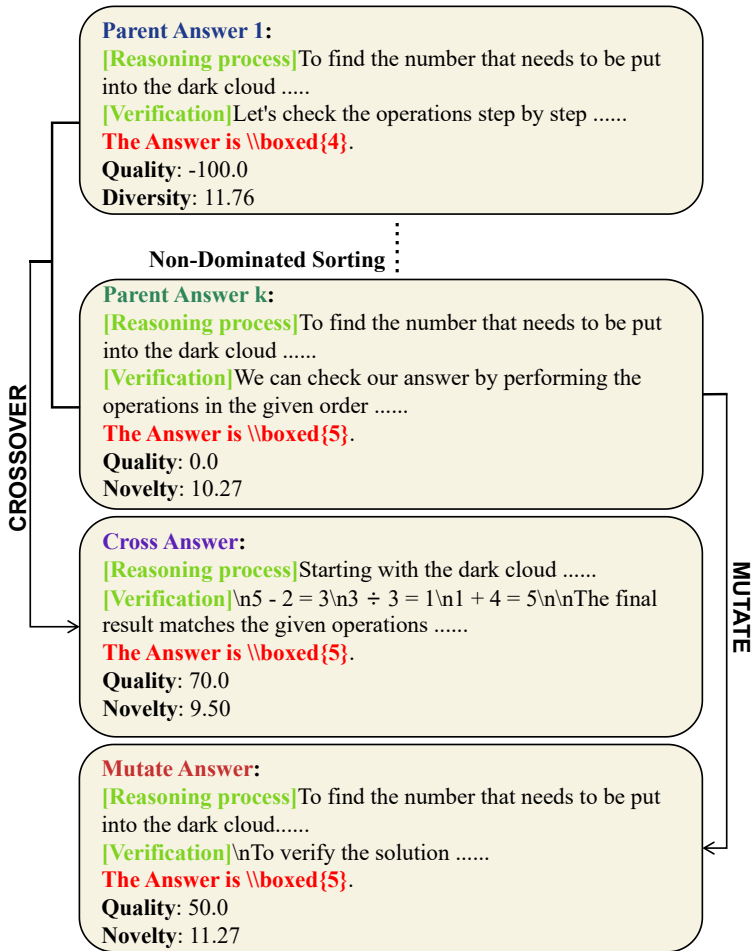 Parent Answer 1:
[Reasoning process]To find the number that needs to be put
into the dark cloud .....
[Verification]Let's check the operations step by step ......
The Answer is \\boxed{4}.
Quality: -100.0
Diversity: 11.76
Non-Dominated Sorting
Parent Answer k:
[Reasoning process]To find the number that needs to be put
into the dark cloud ......
[Verification]We can check our answer by performing the
operations in the given order ......
The Answer is \\boxed{5}.
Quality: 0.0
Novelty: 10.27
CROSSOVER
Cross Answer:
[Reasoning process]Starting with the dark cloud ......
[Verification]\n5 - 2 = 3\n3 ÷ 3 = 1\n1 + 4 = 5\n\nThe final
result matches the given operations ......
The Answer is \\boxed{5}.
Quality: 70.0
Novelty: 9.50
MUTATE
Mutate Answer:
[Reasoning process]To find the number that needs to be put
into the dark cloud......
[Verification]\nTo verify the solution ......
The Answer is \\boxed{5}.
Quality: 50.0
Novelty: 11.27